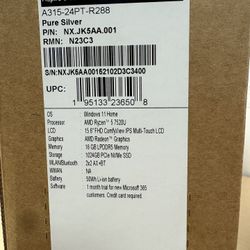 A315-24PT-R288
Pure Silver
P/N: NX.JK5AA.001
RMN: N23C3
S/N:NXJK5AA00162102D3C3400
UPC:
1 95133 23650 8
OS Windows 11 Home
Processor AMD Ryzen™ 5 7520U
LCD 15.6" FHD ComfyView IPS Multi-Touch LCD
Graphics AMD Radeon™ Graphics
Memory 16 GB LPDDR5 Memory
Storage 1024GB PCIe NVMe SSD
WLAN 2x2 AX +BT
WWAN NA
Battery 50Wh Li-ion battery
Software 1 month trial for new Microsoft 365
customers. Credit card required.